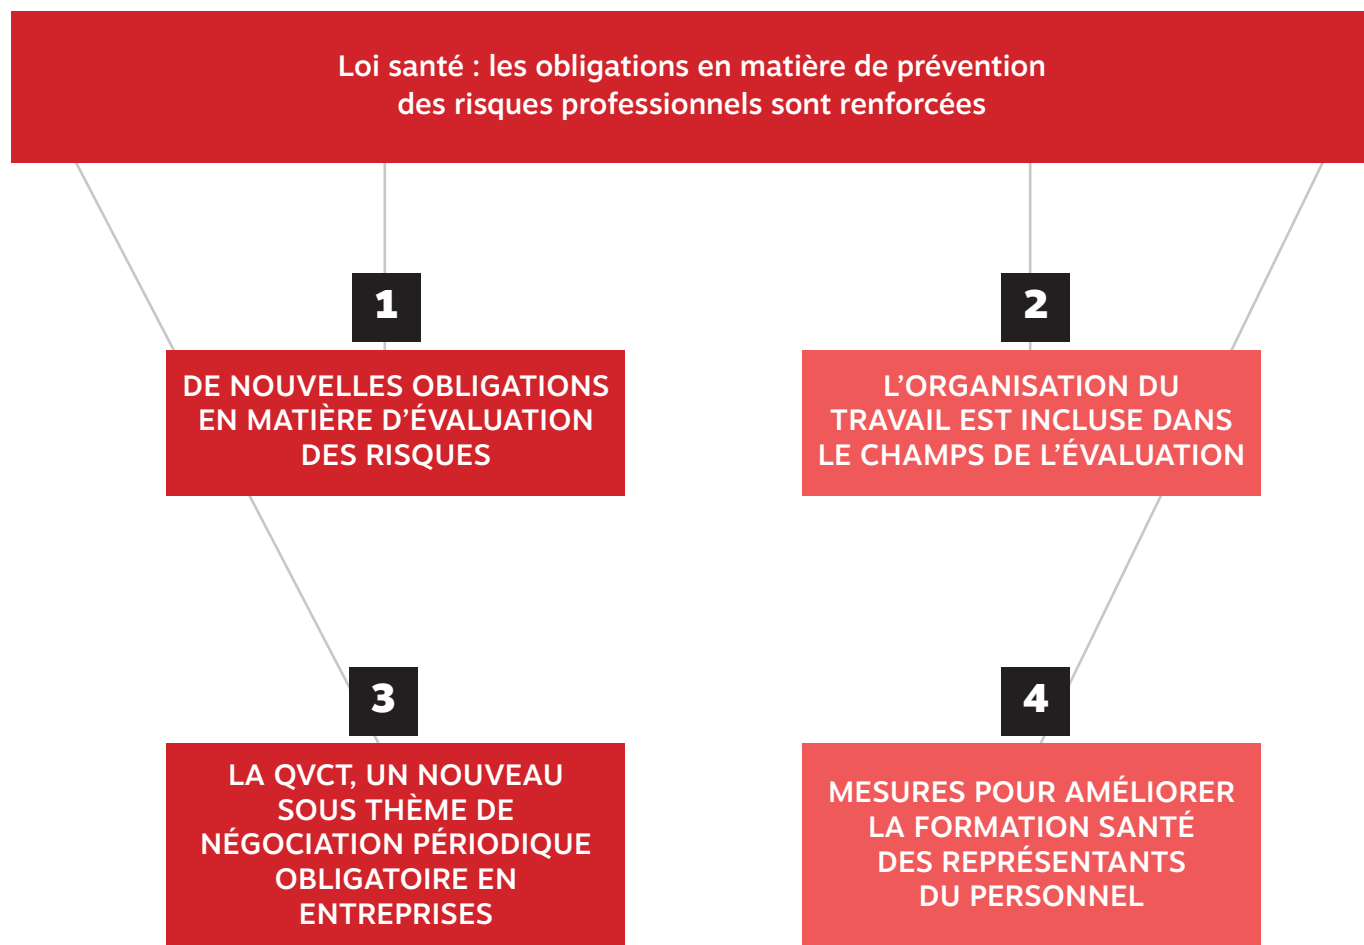 Loi santé : les obligations en matière de prévention
des risques professionnels sont renforcées
1
DE NOUVELLES OBLIGATIONS
EN MATIÈRE D’ÉVALUATION
DES RISQUES
2
L’ORGANISATION DU
TRAVAIL EST INCLUSE DANS
LE CHAMPS DE L’ÉVALUATION
3
LA QVCT, UN NOUVEAU
SOUS THÈME DE
NÉGOCIATION PÉRIODIQUE
OBLIGATOIRE EN
ENTREPRISES
4
MESURES POUR AMÉLIORER
LA FORMATION SANTÉ
DES REPRÉSENTANTS
DU PERSONNEL